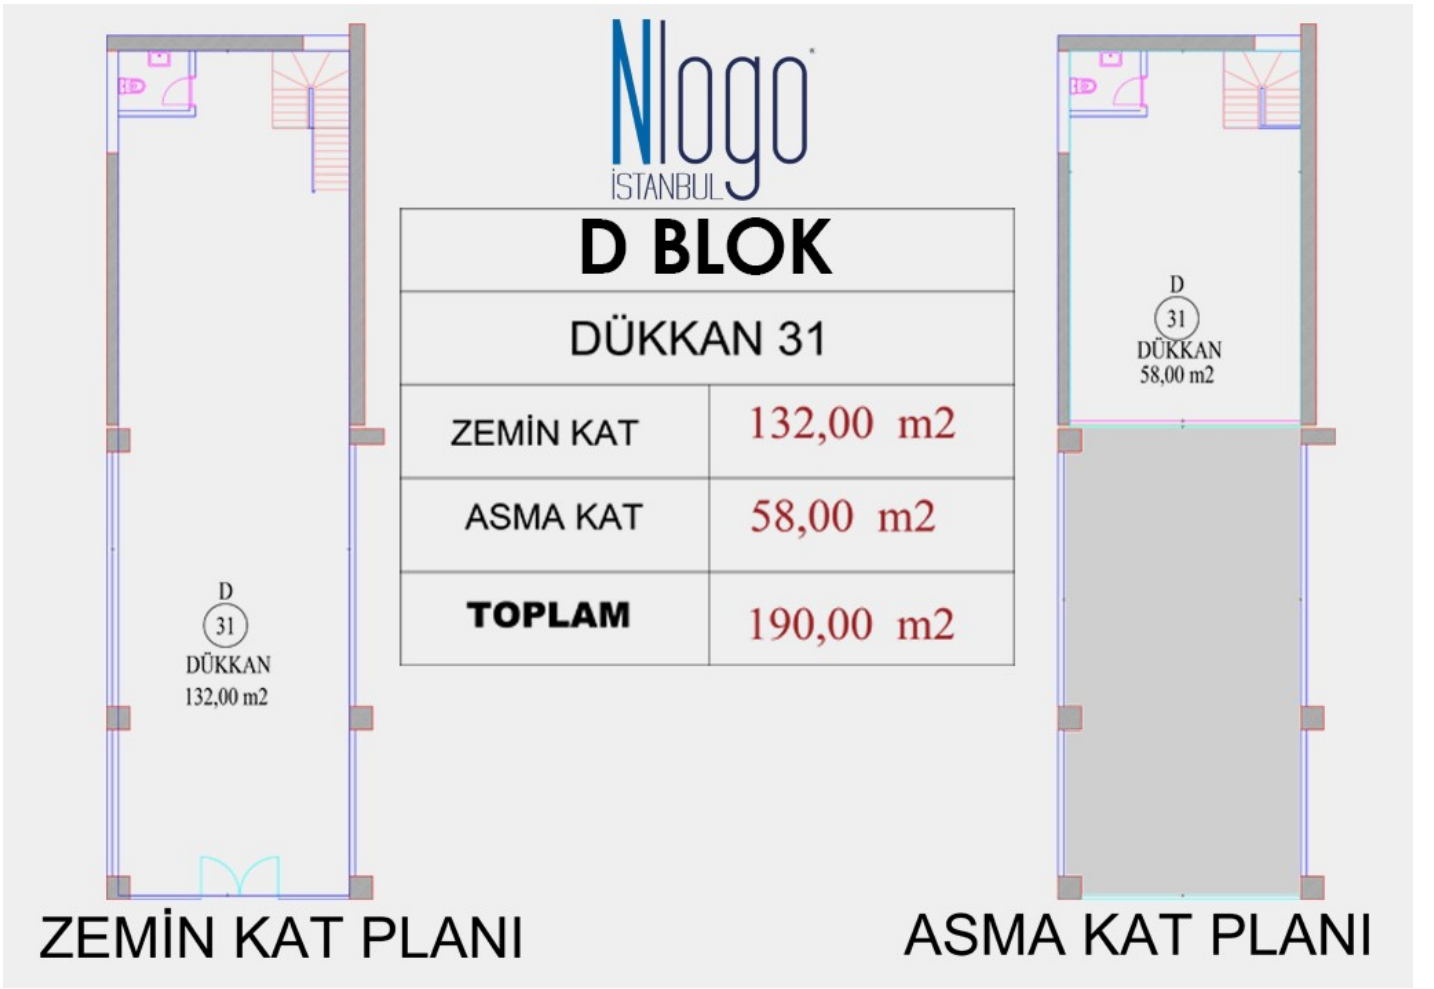 Nlogo
İSTANBUL
D BLOK
DÜKKAN 31
ZEMİN KAT 132,00 m2
ASMA KAT 58,00 m2
TOPLAM 190,00 m2
D
31
DÜKKAN
132,00 m2
ZEMİN KAT PLANI
D
31
DÜKKAN
58,00 m2
ASMA KAT PLANI